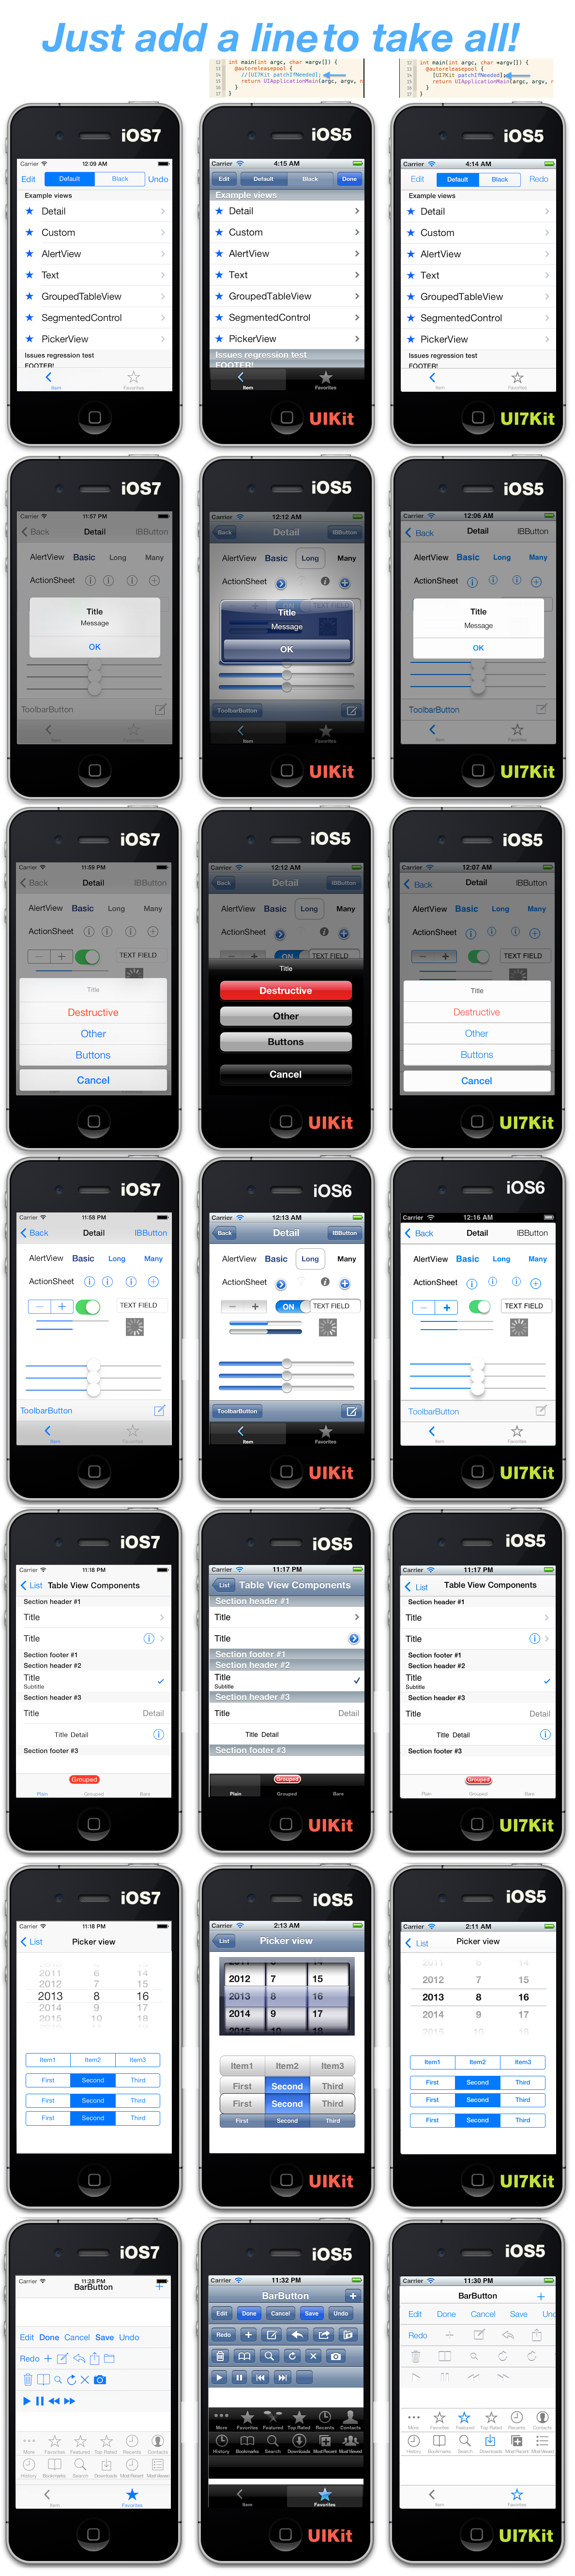 Just add a line to take all!
12 int main(int argc, char *argv[]) {
13 @autoreleasepool {
14 //[UI7Kit patchIfNeeded];
15 return UIApplicationMain(argc, argv, n
16 }
17 }
12 int main(int argc, char *argv[]) {
13 @autoreleasepool {
14 [UI7Kit patchIfNeeded];
15 return UIApplicationMain(argc, argv, n
16 }
17 }
iOS7
Carrier 12:09 AM
Edit Default Black Undo
Example views
Detail
Custom
AlertView
Text
GroupedTableView
SegmentedControl
PickerView
Issues regression test
FOOTER!
Item Favorites
iOS5
Carrier 4:15 AM
Edit Default Black Done
Example views
Detail
Custom
AlertView
Text
GroupedTableView
SegmentedControl
PickerView
Issues regression test
FOOTER!
Item Favorites
UIKit
iOS5
Carrier 4:14 AM
Edit Default Black Redo
Example views
Detail
Custom
AlertView
Text
GroupedTableView
SegmentedControl
PickerView
Issues regression test
FOOTER!
Item Favorites
UI7Kit
iOS7
Carrier 11:57 PM
Back Detail IBButton
AlertView Basic Long Many
ActionSheet
Title
Message
OK
ToolbarButton
Item Favorites
iOS5
Carrier 12:12 AM
Back Detail IBButton
AlertView Basic Long Many
ActionSheet
TEXT FIELD
Title
Message
OK
ToolbarButton
Item Favorites
UIKit
iOS5
Carrier 12:06 AM
Back Detail IBButton
AlertView Basic Long Many
ActionSheet
Title
Message
OK
ToolbarButton
Item Favorites
UI7Kit
iOS7
Carrier 11:59 PM
Back Detail IBButton
AlertView Basic Long Many
ActionSheet
TEXT FIELD
Title
Destructive
Other
Buttons
Cancel
iOS5
Carrier 12:12 AM
Back Detail IBButton
AlertView Basic Long Many
ActionSheet
ON TEXT FIELD
Title
Destructive
Other
Buttons
Cancel
UIKit
iOS5
Carrier 12:07 AM
Back Detail IBButton
AlertView Basic Long Many
ActionSheet
TEXT FIELD
Title
Destructive
Other
Buttons
Cancel
UI7Kit
iOS7
Carrier 11:58 PM
Back Detail IBButton
AlertView Basic Long Many
ActionSheet
TEXT FIELD
ToolbarButton
Item Favorites
iOS6
Carrier 12:13 AM
Back Detail IBButton
AlertView Basic Long Many
ActionSheet
ON TEXT FIELD
ToolbarButton
Item Favorites
UIKit
iOS6
Carrier 12:16 AM
Back Detail IBButton
AlertView Basic Long Many
ActionSheet
TEXT FIELD
ToolbarButton
Item Favorites
UI7Kit
iOS7
Carrier 11:18 PM
List Table View Components
Section header #1
Title
Title
Section footer #1
Section header #2
Title
Subtitle
Section header #3
Title Detail
Title Detail
Section footer #3
Grouped
Plain Grouped Bare
iOS5
Carrier 11:17 PM
List Table View Components
Section header #1
Title
Title
Section footer #1
Section header #2
Title
Subtitle
Section header #3
Title Detail
Title Detail
Section footer #3
Grouped
Plain Grouped Bare
UIKit
iOS5
Carrier 11:17 PM
List Table View Components
Section header #1
Title
Title
Section footer #1
Section header #2
Title
Subtitle
Section header #3
Title Detail
Title Detail
Section footer #3
Grouped
Plain Grouped Bare
UI7Kit
iOS7
Carrier 11:18 PM
List Picker view
2011 6 14
2012 7 15
2013 8 16
2014 9 17
2015 10 18
Item1 Item2 Item3
First Second Third
First Second Third
First Second Third
iOS5
Carrier 2:13 AM
List Picker view
2012 7 15
2013 8 16
2014 9 17
Item1 Item2 Item3
First Second Third
First Second Third
First Second Third
UIKit
iOS5
Carrier 2:11 AM
List Picker view
2012 7 15
2013 8 16
2014 9 17
Item1 Item2 Item3
First Second Third
First Second Third
First Second Third
UI7Kit
iOS7
Carrier 11:28 PM
BarButton
Edit Done Cancel Save Undo
Redo
More Favorites Featured Top Rated Recents Contacts
History Bookmarks Search Downloads Most Recent Most Viewed
Item Favorites
iOS5
Carrier 11:32 PM
BarButton
Edit Done Cancel Save Undo
Redo
More Favorites Featured Top Rated Recents Contacts
History Bookmarks Search Downloads Most Recent Most Viewed
Item Favorites
UIKit
iOS5
Carrier 11:30 PM
BarButton
Edit Done Cancel Save Unc
Redo
More Favorites Featured Top Rated Recents Contacts
History Bookmarks Search Downloads Most Recent Most Viewed
Item Favorites
UI7Kit